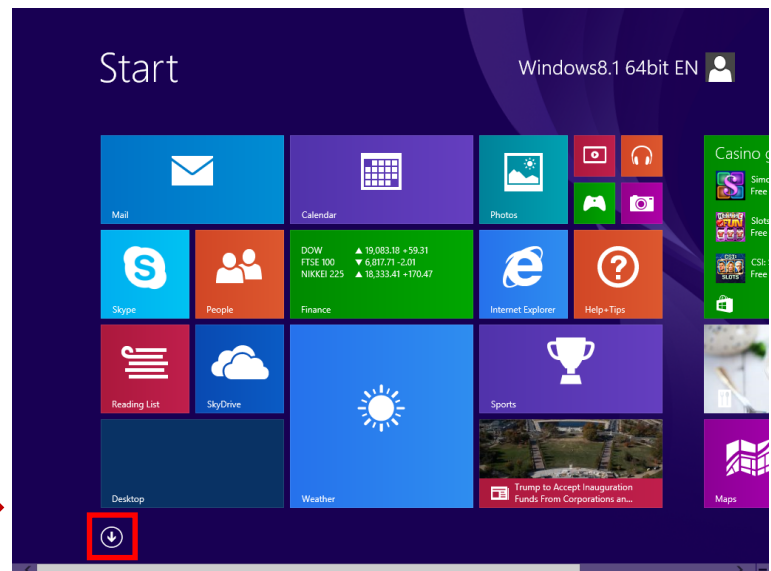 Start
Windows8.1 64bit EN
Mail
Calendar
Photos
Casino g
Simo
Free
Slots
Free
CSI:
Free
Skype
People
DOW ▲ 19,083.18 +59.31
FTSE 100 ▼ 6,817.71 -2.01
NIKKEI 225 ▲ 18,333.41 +170.47
Finance
Internet Explorer
Help+Tips
Reading List
SkyDrive
Weather
Sports
Desktop
Trump to Accept Inauguration
Funds From Corporations an...
Maps